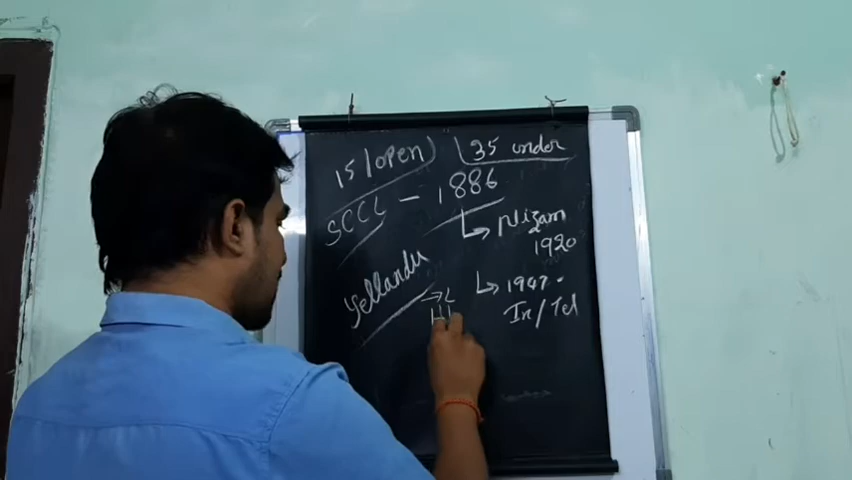 15 open 35 under
SCCL - 1886
↳ Nizam
1920
Yellandu
↳ 1947
In/Tel